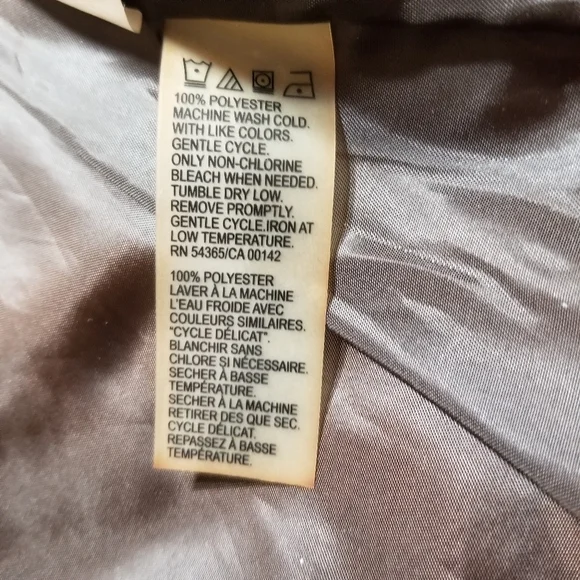 100% POLYESTER
MACHINE WASH COLD.
WITH LIKE COLORS.
GENTLE CYCLE.
ONLY NON-CHLORINE
BLEACH WHEN NEEDED.
TUMBLE DRY LOW.
REMOVE PROMPTLY.
GENTLE CYCLE.IRON AT
LOW TEMPERATURE.
RN 54365/CA 00142
100% POLYESTER
LAVER À LA MACHINE
L'EAU FROIDE AVEC
COULEURS SIMILAIRES.
"CYCLE DÉLICAT".
BLANCHIR SANS
CHLORE SI NÉCESSAIRE.
SECHER À BASSE
TEMPÉRATURE.
SECHER À LA MACHINE
RETIRER DES QUE SEC.
CYCLE DÉLICAT.
REPASSEZ À BASSE
TEMPÉRATURE.